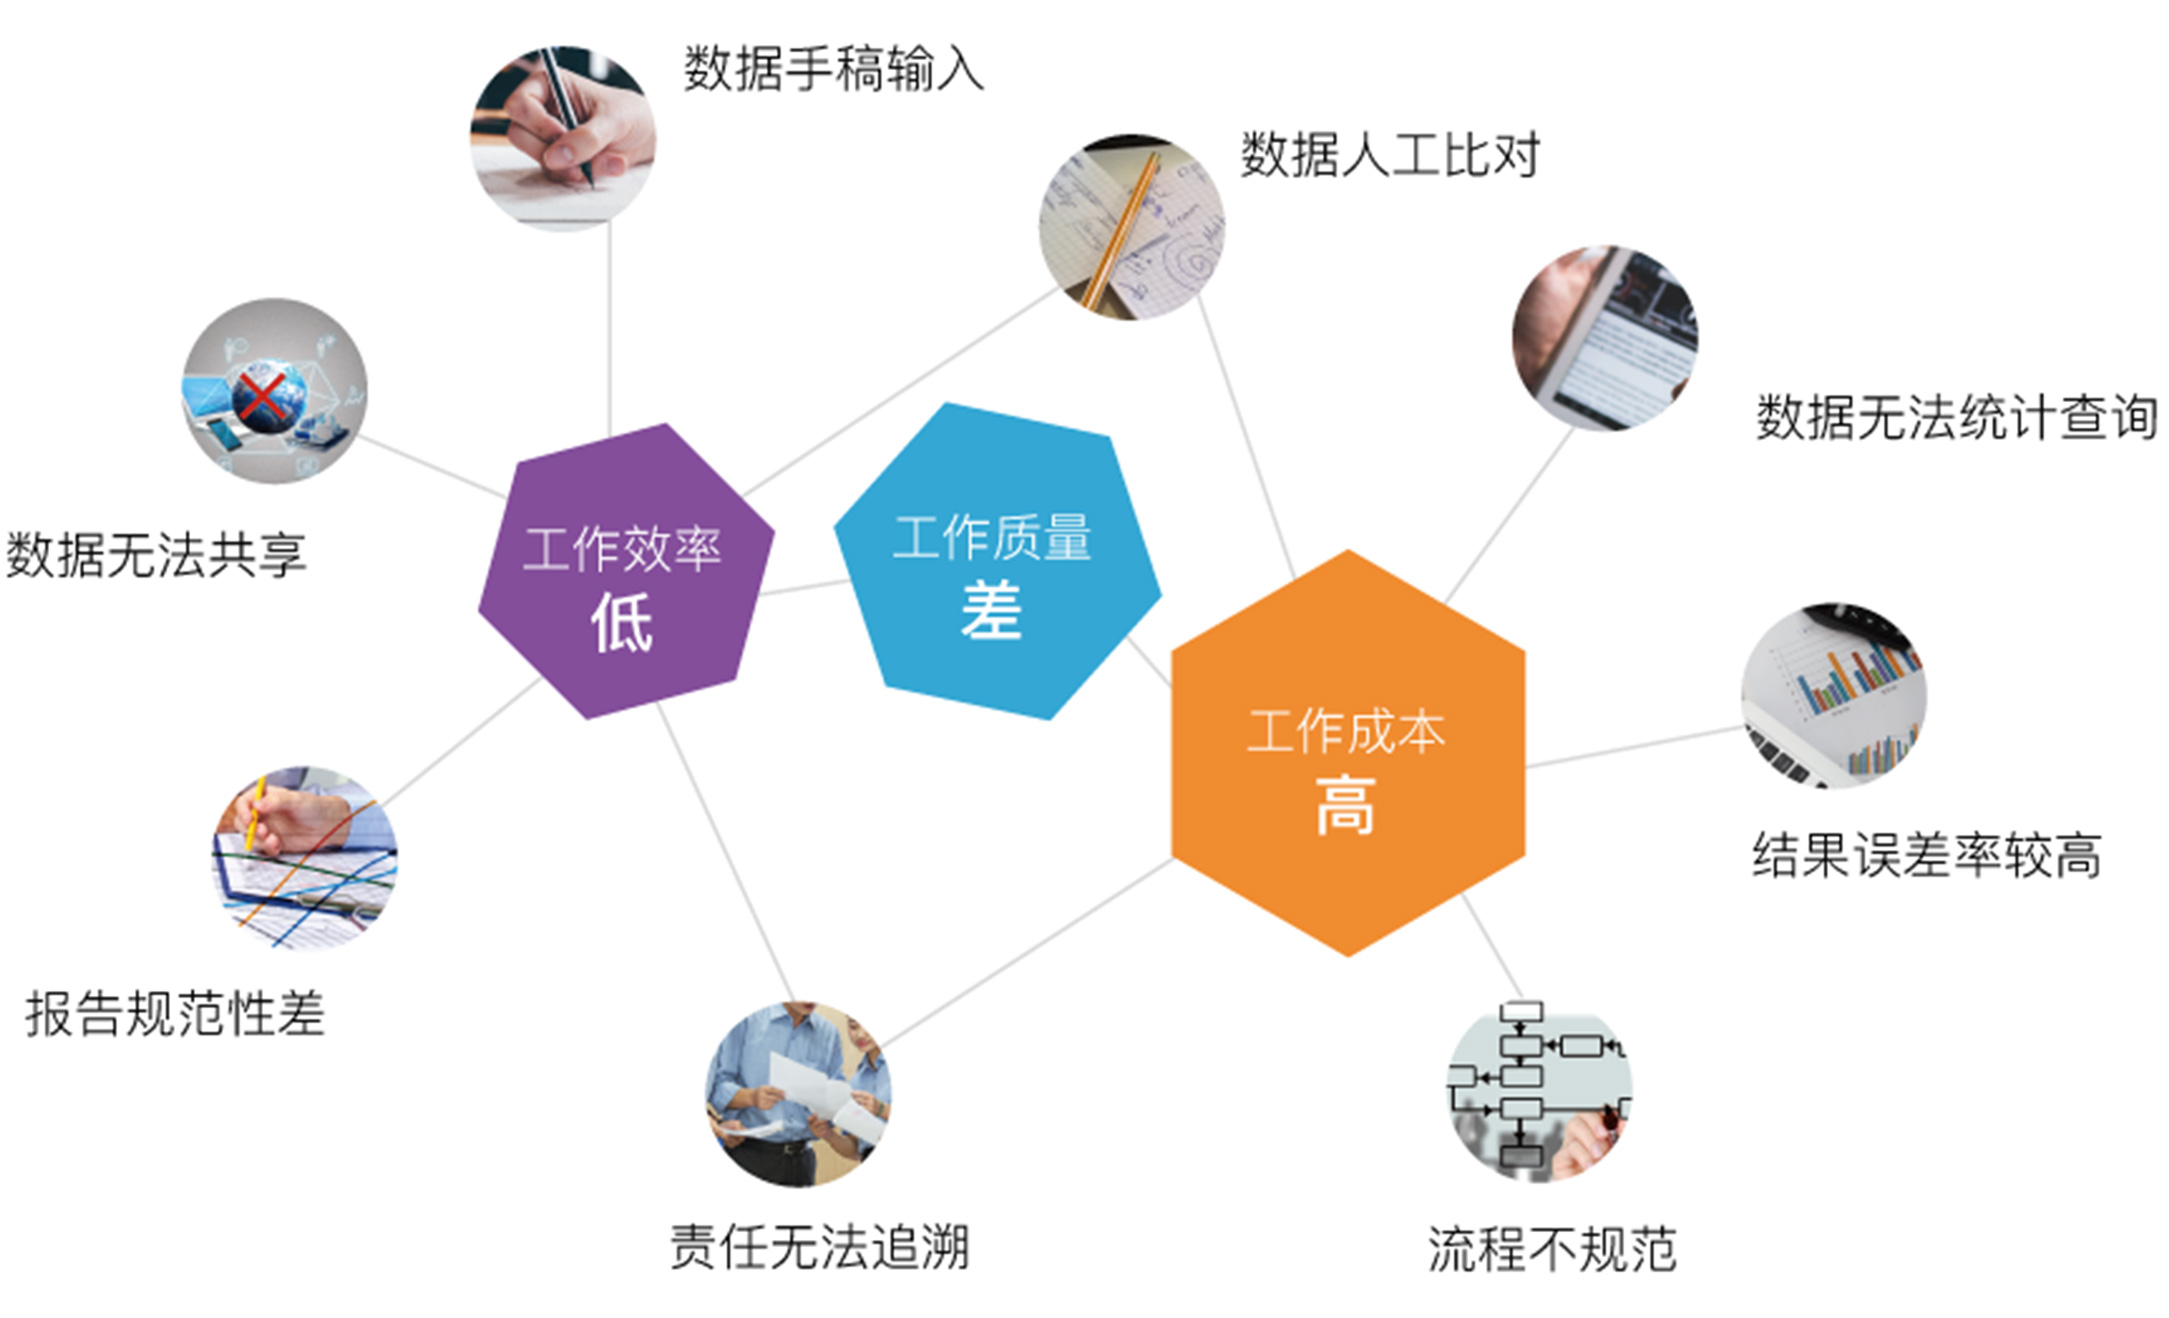 数据手稿输入
数据人工比对
数据无法统计查询
数据无法共享
工作效率
低
工作质量
差
工作成本
高
结果误差率较高
报告规范性差
责任无法追溯
流程不规范